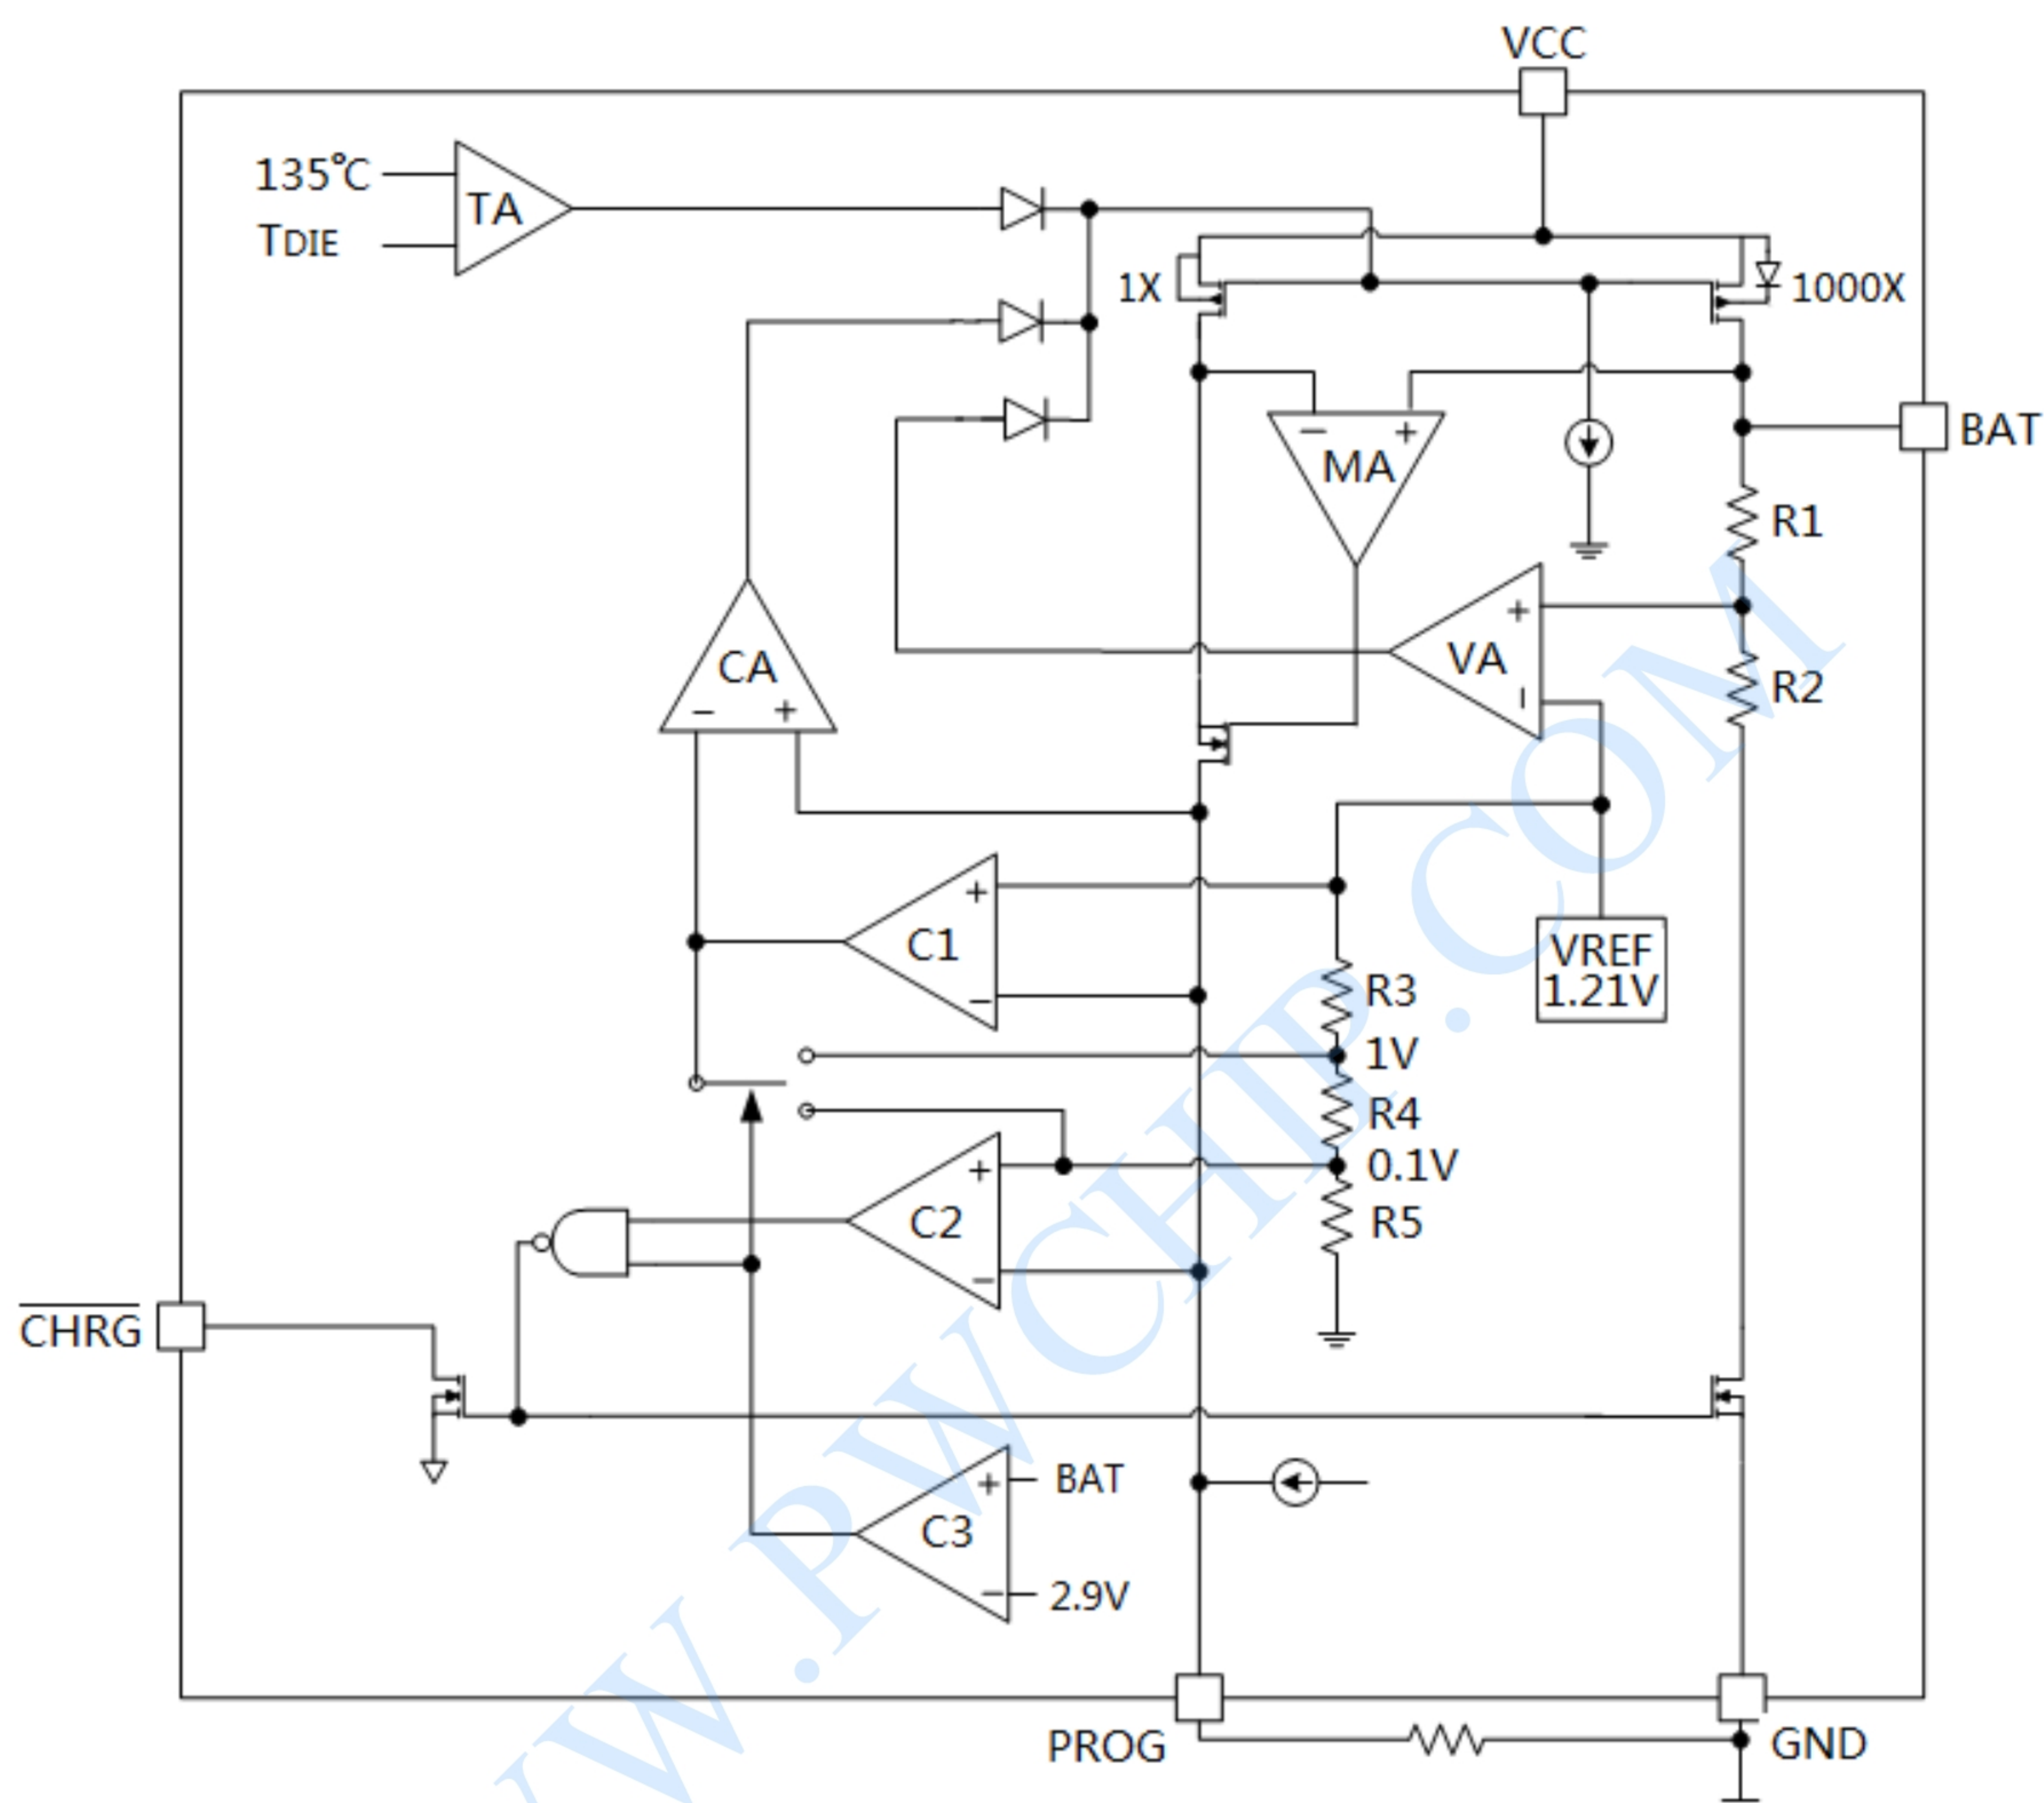 VCC
135℃
TA
TDIE
1X
1000X
BAT
− +
MA
R1
+
VA
−
R2
CA
− +
+
C1
−
VREF
1.21V
R3
1V
R4
0.1V
R5
+
C2
−
CHRG
+
BAT
C3
−
2.9V
PROG
GND
W.PWCHIP.COM